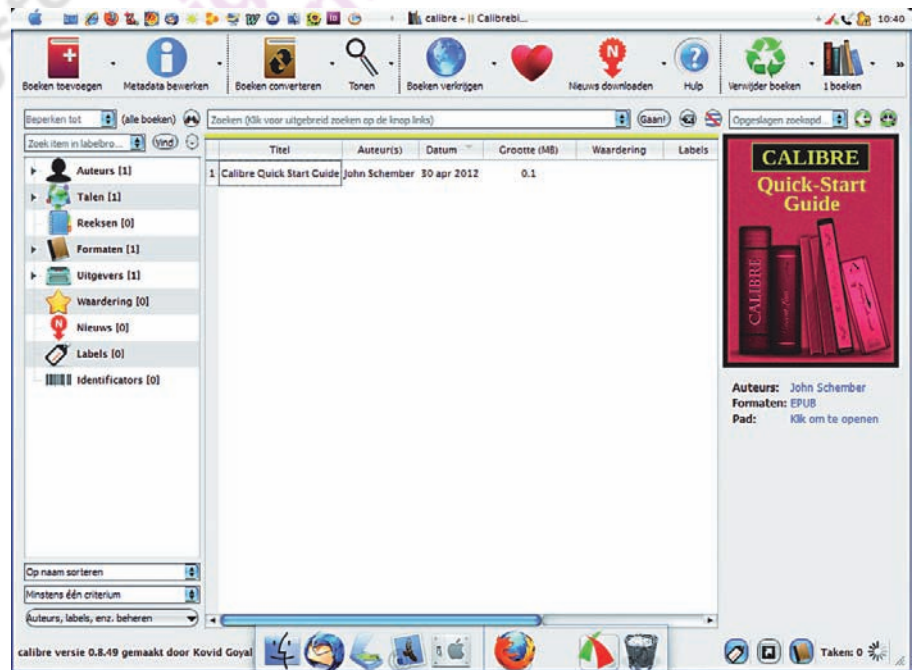 calibre - || Calibrebi...
10:40
Boeken toevoegen
Metadata bewerken
Boeken converteren
Tonen
Boeken verkrijgen
Nieuws downloaden
Hulp
Verwijder boeken
1 boeken
»
Beperken tot
(alle boeken)
Zoeken (Klik voor uitgebreid zoeken op de knop links)
Gaan!
Opgeslagen zoekopd...
Zoek item in labelbro...
Vind
Titel
Auteur(s)
Datum
Grootte (MB)
Waardering
Labels
1 Calibre Quick Start Guide John Schember 30 apr 2012 0.1
Auteurs [1]
Talen [1]
Reeksen [0]
Formaten [1]
Uitgevers [1]
Waardering [0]
Nieuws [0]
Labels [0]
Identificators [0]
CALIBRE
Quick-Start
Guide
CALIBRE
Auteurs: John Schember
Formaten: EPUB
Pad: Klik om te openen
Op naam sorteren
Minstens één criterium
Auteurs, labels, enz. beheren
calibre versie 0.8.49 gemaakt door Kovid Goyal
Taken: 0